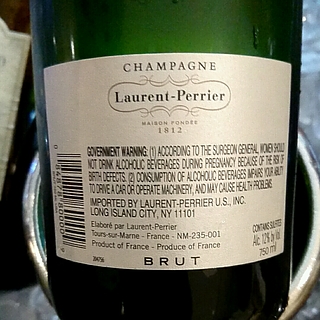 CHAMPAGNE
Laurent-Perrier
MAISON FONDÉE
1812
GOVERNMENT WARNING: (1) ACCORDING TO THE SURGEON GENERAL, WOMEN SHOULD
NOT DRINK ALCOHOLIC BEVERAGES DURING PREGNANCY BECAUSE OF THE RISK OF
BIRTH DEFECTS. (2) CONSUMPTION OF ALCOHOLIC BEVERAGES IMPAIRS YOUR ABILITY
TO DRIVE A CAR OR OPERATE MACHINERY, AND MAY CAUSE HEALTH PROBLEMS.
IMPORTED BY LAURENT-PERRIER U.S., INC.
LONG ISLAND CITY, NY 11101
Elaboré par Laurent-Perrier
Tours-sur-Marne - France - NM-235-001
Product of France - Produce of France
CONTAINS SULFITES
Alc. 12% by Vol.
750 ml
BRUT